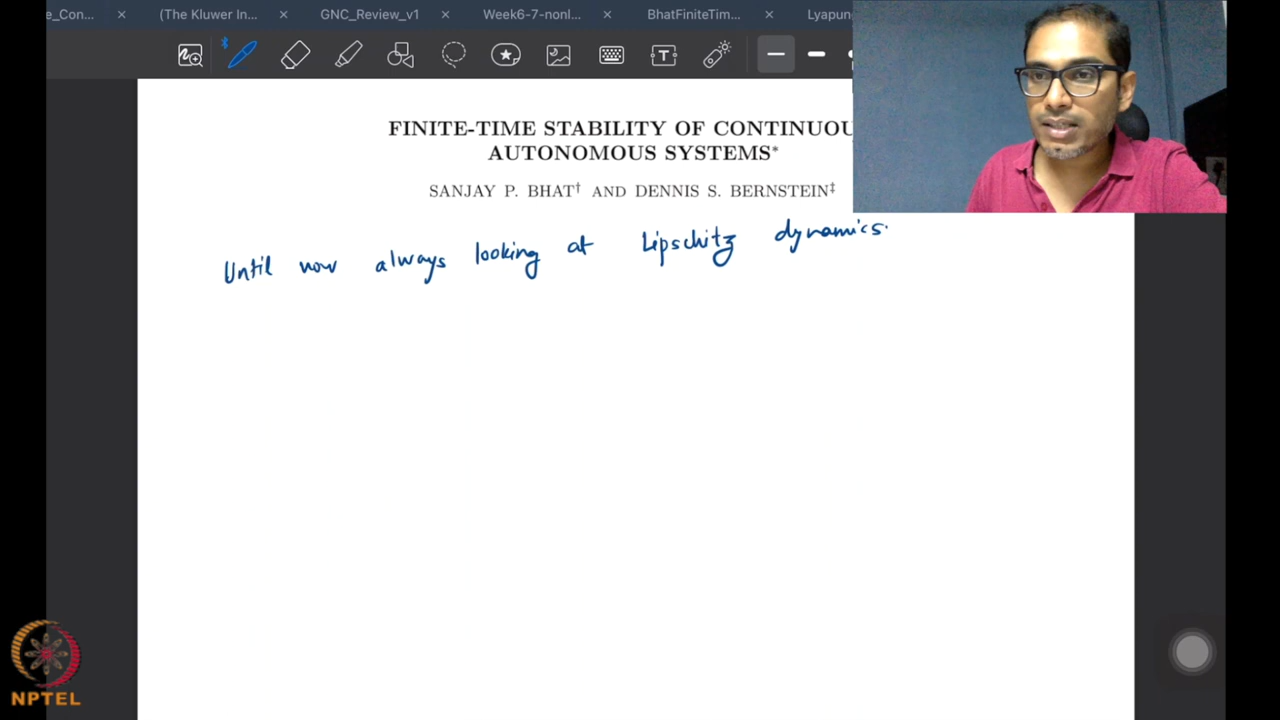 e_Con...
(The Kluwer In...
GNC_Review_v1
Week6-7-nonl...
BhatFiniteTim...
Lyapun
T
FINITE-TIME STABILITY OF CONTINUOU
AUTONOMOUS SYSTEMS*
SANJAY P. BHAT† AND DENNIS S. BERNSTEIN‡
Until now always looking at Lipschitz dynamics.
NPTEL